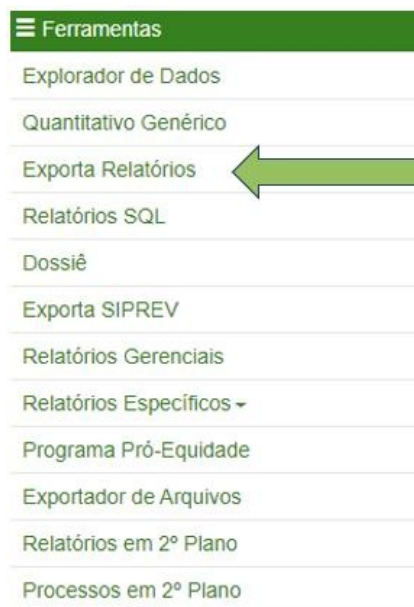 Ferramentas
Explorador de Dados
Quantitativo Genérico
Exporta Relatórios
Relatórios SQL
Dossiê
Exporta SIPREV
Relatórios Gerenciais
Relatórios Específicos
Programa Pró-Equidade
Exportador de Arquivos
Relatórios em 2º Plano
Processos em 2º Plano